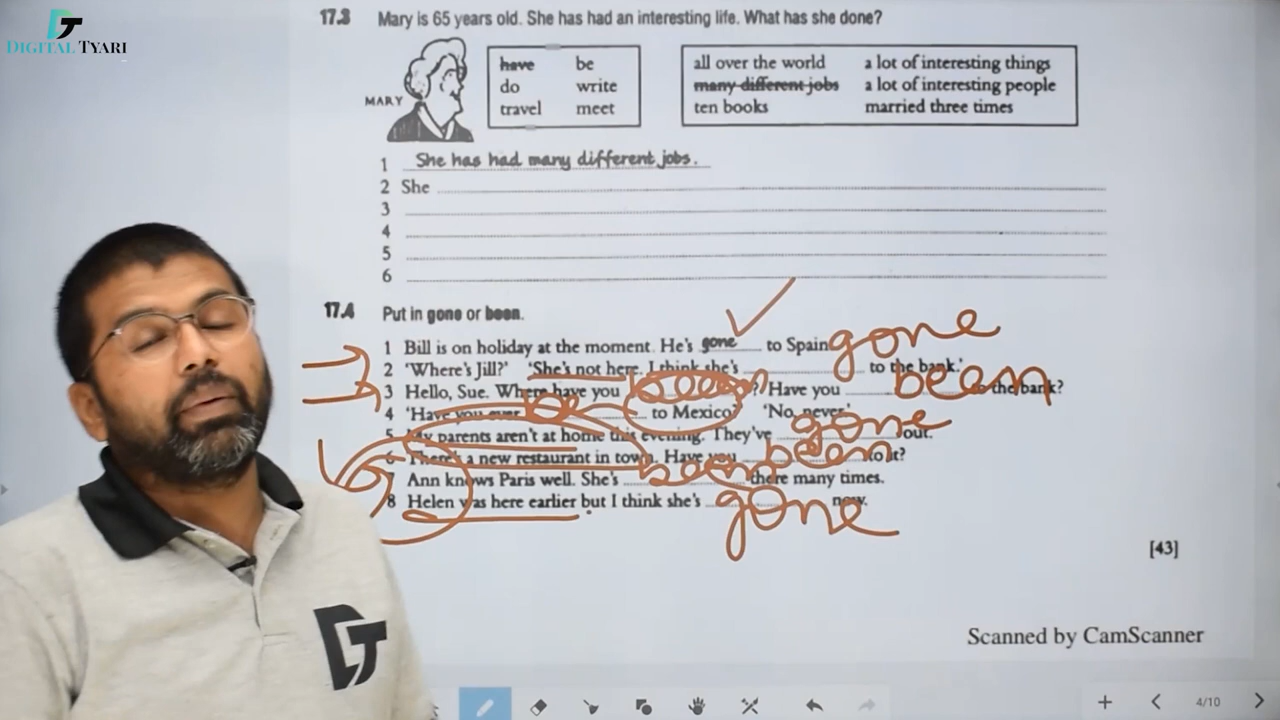 DIGITAL TYARI
17.3 Mary is 65 years old. She has had an interesting life. What has she done?
MARY
have be
do write
travel meet
all over the world a lot of interesting things
many different jobs a lot of interesting people
ten books married three times
1 She has had many different jobs.
2 She
3
4
5
6
17.4 Put in gone or been.
1 Bill is on holiday at the moment. He's gone to Spain gone
2 'Where's Jill?' 'She's not here. I think she's to the bank.'
3 Hello, Sue. Where have you been ? Have you been to the bank?
4 'Have you ever to Mexico?' 'No, never.'
5 My parents aren't at home this evening. They've gone out.
6 There's a new restaurant in town. Have you been to it?
Ann knows Paris well. She's been there many times.
8 Helen was here earlier but I think she's gone now.
[43]
Scanned by CamScanner
DT
4/10